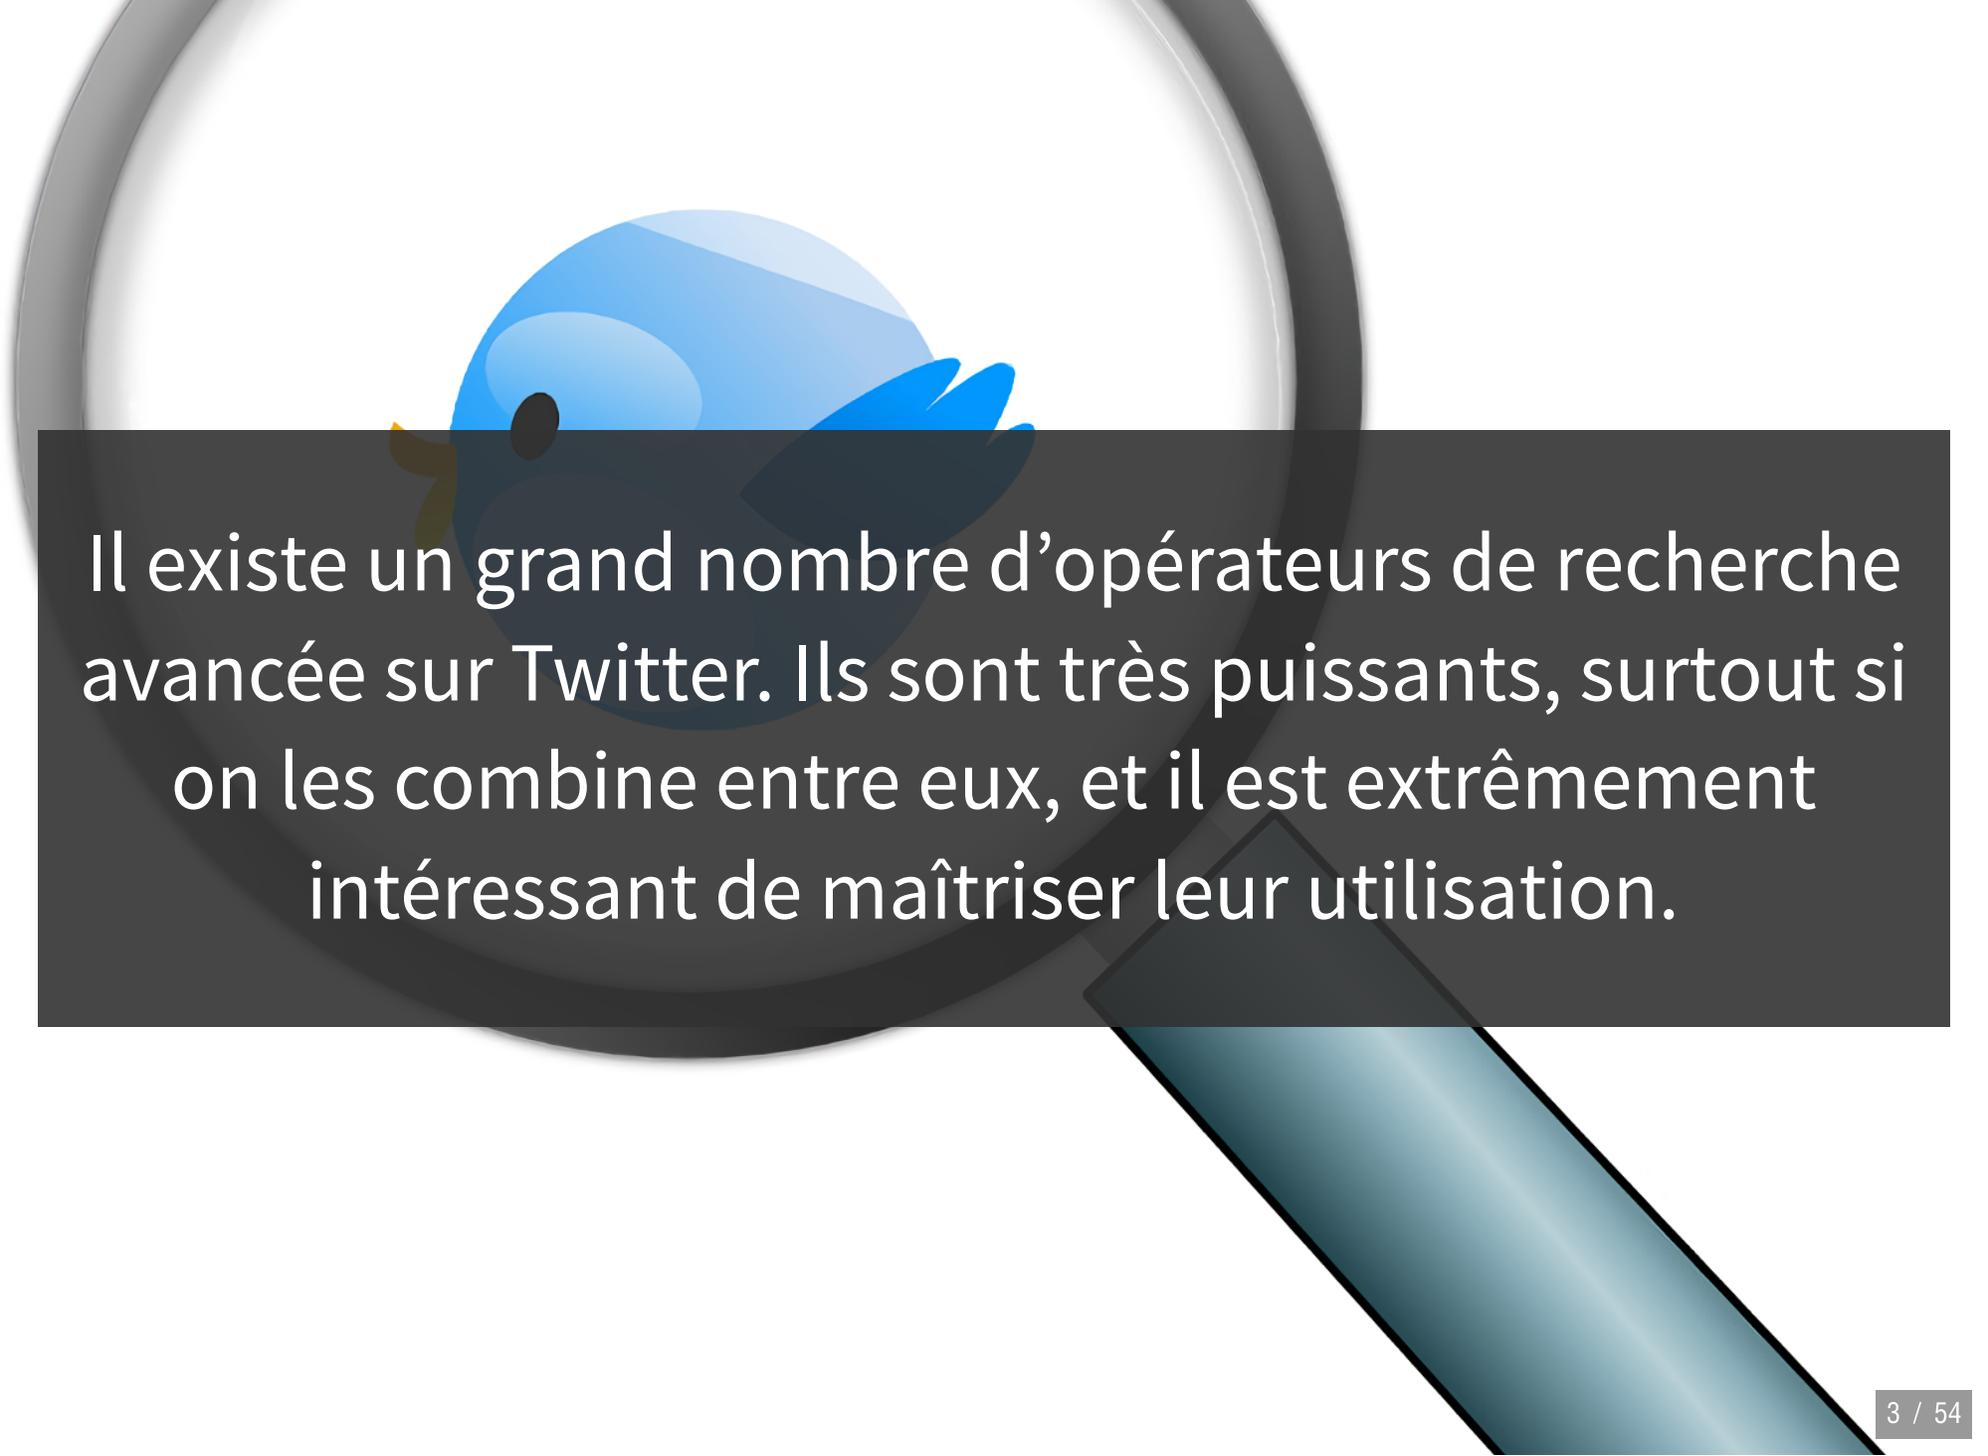 Il existe un grand nombre d’opérateurs de recherche
avancée sur Twitter. Ils sont très puissants, surtout si
on les combine entre eux, et il est extrêmement
intéressant de maîtriser leur utilisation.
3 / 54